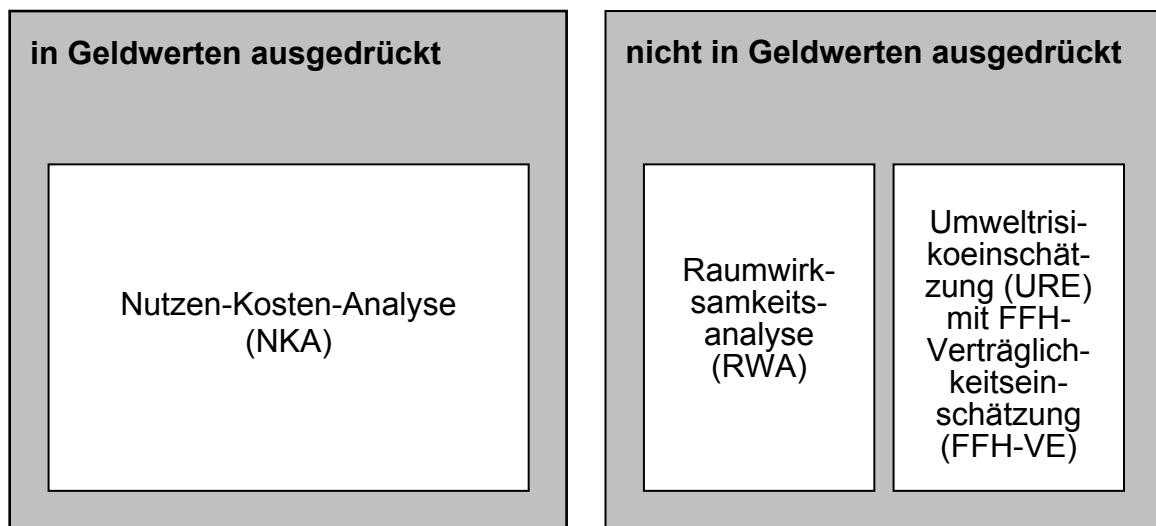 in Geldwerten ausgedrückt
Nutzen-Kosten-Analyse
(NKA)
nicht in Geldwerten ausgedrückt
Raumwirk-
samkeits-
analyse
(RWA)
Umweltrisi-
koeinschät-
zung (URE)
mit FFH-
Verträglich-
keitsein-
schätzung
(FFH-VE)